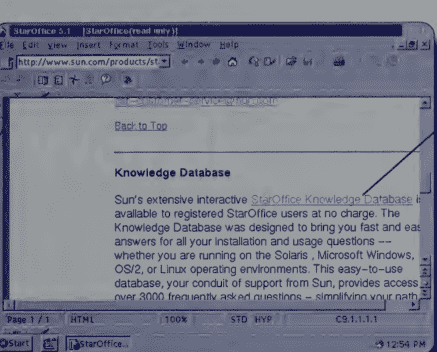 StarOffice 5.1 [StarOffice(read only)]
File Edit View Insert Format Tools Window Help
http://www.sun.com/products/st
Back to Top
Knowledge Database
Sun's extensive interactive StarOffice Knowledge Database is
available to registered StarOffice users at no charge. The
Knowledge Database was designed to bring you fast and eas
answers for all your installation and usage questions --
whether you are running on the Solaris , Microsoft Windows,
OS/2, or Linux operating environments. This easy-to-use
database, your conduit of support from Sun, provides access
over 3000 frequently asked questions - simplifying your path
Page 1 / 1 HTML 100% STD HYP C9.1.1.1.1
Start StarOffice... 12:54 PM